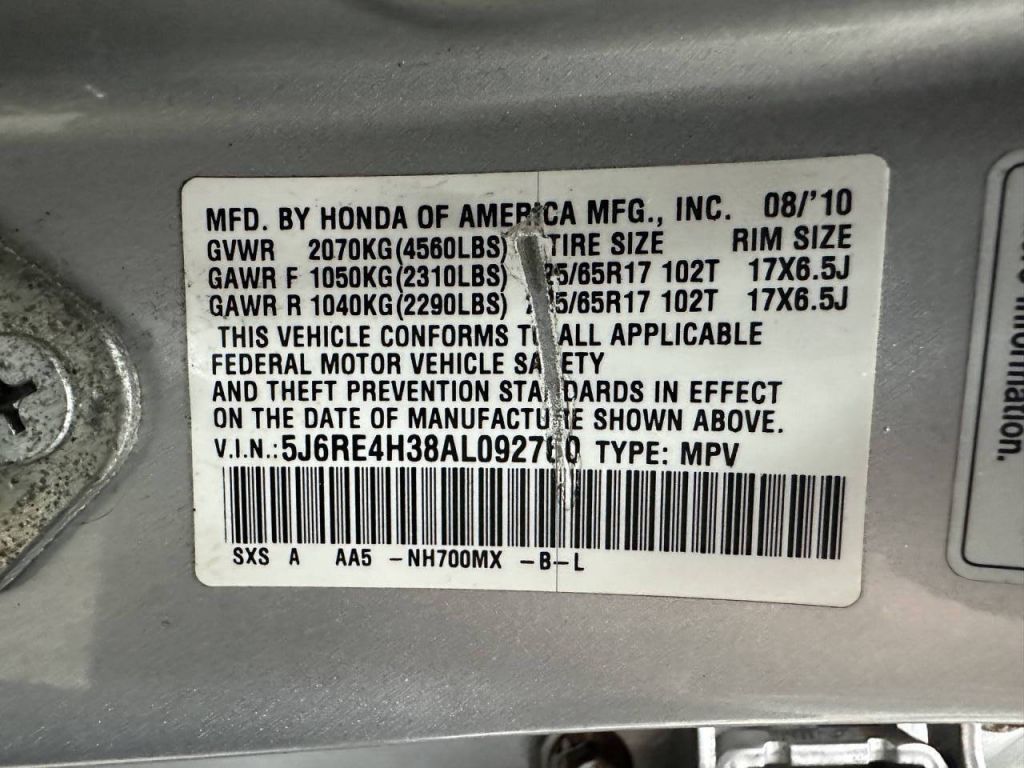 MFD. BY HONDA OF AMERICA MFG., INC. 08/'10
GVWR 2070KG(4560LBS) TIRE SIZE RIM SIZE
GAWR F 1050KG(2310LBS) 102T 17X6.5J
GAWR R 1040KG(2290LBS) 102T 17X6.5J
THIS VEHICLE CONFORMS TO ALL APPLICABLE
FEDERAL MOTOR VEHICLE SAFETY
AND THEFT PREVENTION STANDARDS IN EFFECT
ON THE DATE OF MANUFACTURE SHOWN ABOVE.
V.I.N.: TYPE: MPV
SXS A AA5 -NH700MX -B-L
information.